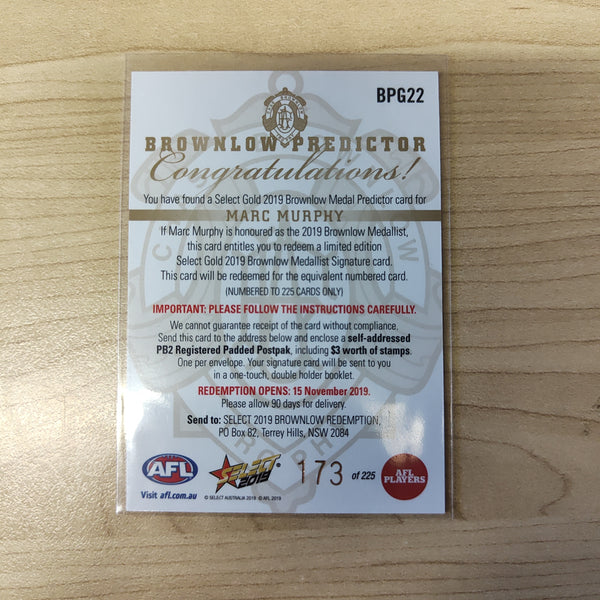 BPG22
BROWNLOW PREDICTOR
Congratulations!
You have found a Select Gold 2019 Brownlow Medal Predictor card for
MARC MURPHY
If Marc Murphy is honoured as the 2019 Brownlow Medallist,
this card entitles you to redeem a limited edition
Select Gold 2019 Brownlow Medallist Signature card.
This card will be redeemed for the equivalent numbered card.
(NUMBERED TO 225 CARDS ONLY)
IMPORTANT: PLEASE FOLLOW THE INSTRUCTIONS CAREFULLY.
We cannot guarantee receipt of the card without compliance.
Send this card to the address below and enclose a self-addressed
PB2 Registered Padded Postpak, including $3 worth of stamps.
One per envelope. Your signature card will be sent to you
in a one-touch, double holder booklet.
REDEMPTION OPENS: 15 November 2019.
Please allow 90 days for delivery.
Send to: SELECT 2019 BROWNLOW REDEMPTION,
PO Box 82, Terrey Hills, NSW 2084
AFL
SELECT
2019
173 of 225
AFL
PLAYERS
Visit afl.com.au
© SELECT AUSTRALIA 2019 © AFL 2019